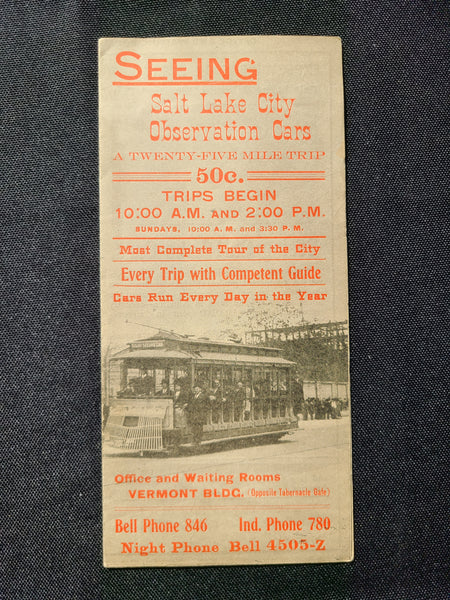 SEEING
Salt Lake City
Observation Cars
A TWENTY-FIVE MILE TRIP
50c.
TRIPS BEGIN
10:00 A.M. AND 2:00 P.M.
SUNDAYS, 10:00 A. M. and 3:30 P. M.
Most Complete Tour of the City
Every Trip with Competent Guide
Cars Run Every Day in the Year
Office and Waiting Rooms
VERMONT BLDG. (Opposite Tabernacle Gate)
Bell Phone 846 Ind. Phone 780
Night Phone Bell 4505-Z